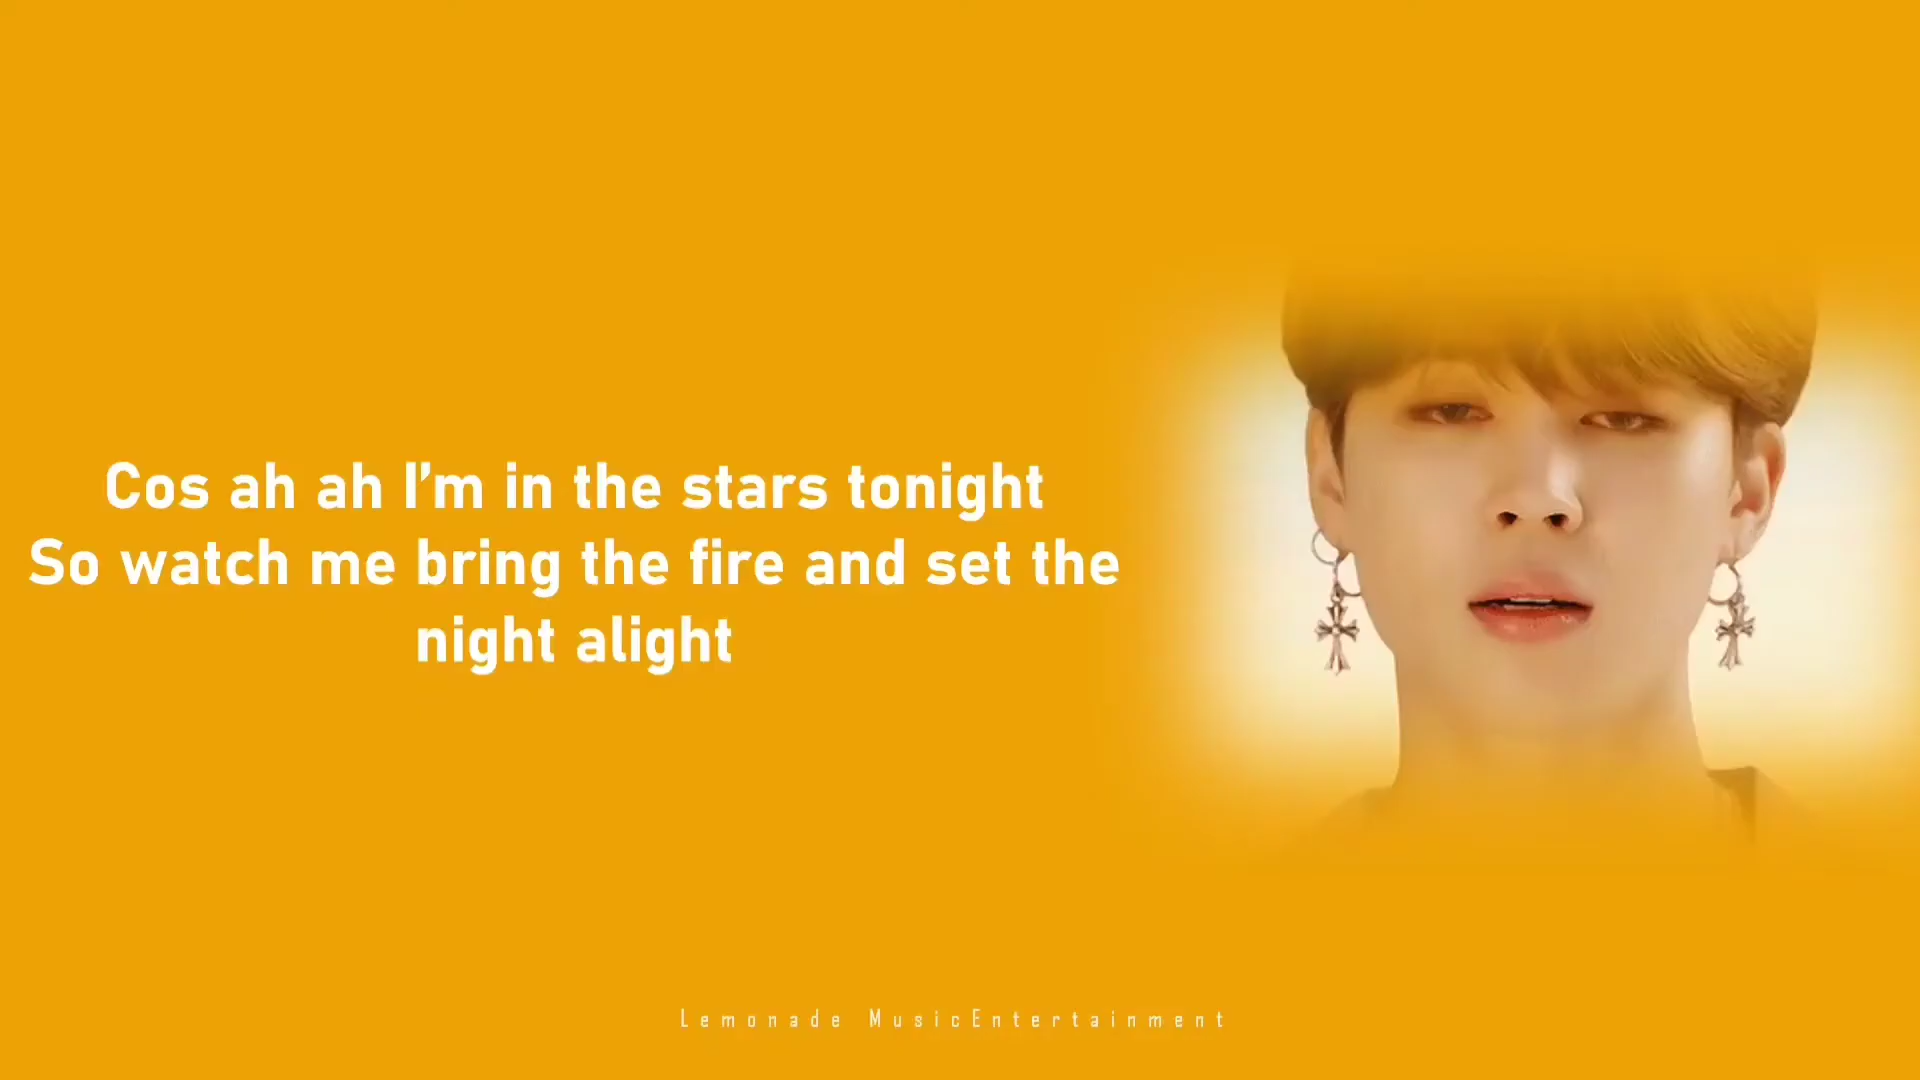 Cos ah ah I’m in the stars tonight
So watch me bring the fire and set the
night alight
Lemonade MusicEntertainment